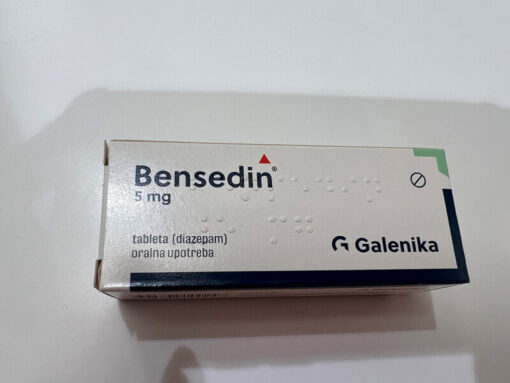 Bensedin®
5 mg
tableta (diazepam)
oralna upotreba
Galenika